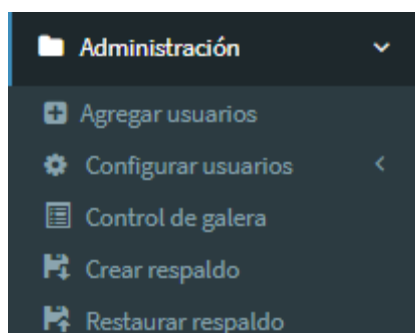 Administración
Agregar usuarios
Configurar usuarios
Control de galera
Crear respaldo
Restaurar respaldo